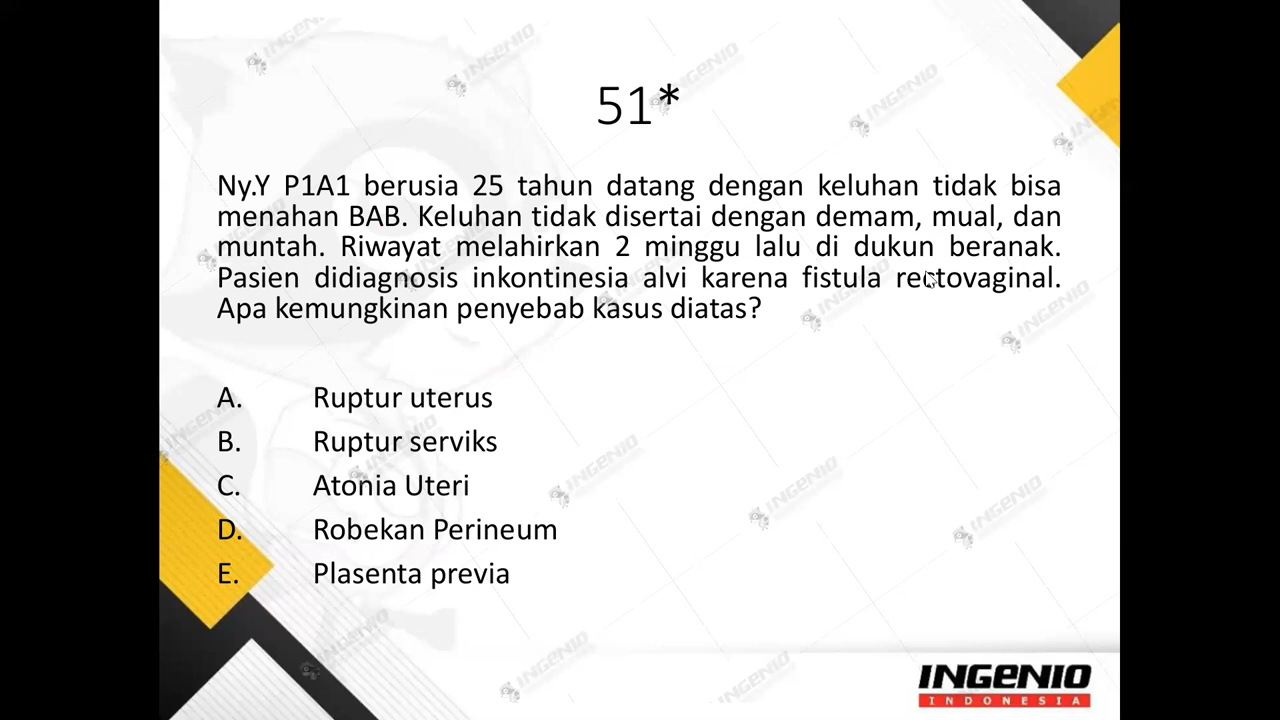 51*
Ny.Y P1A1 berusia 25 tahun datang dengan keluhan tidak bisa
menahan BAB. Keluhan tidak disertai dengan demam, mual, dan
muntah. Riwayat melahirkan 2 minggu lalu di dukun beranak.
Pasien didiagnosis inkontinesia alvi karena fistula rectovaginal.
Apa kemungkinan penyebab kasus diatas?
A. Ruptur uterus
B. Ruptur serviks
C. Atonia Uteri
D. Robekan Perineum
E. Plasenta previa
INGENIO
INDONESIA